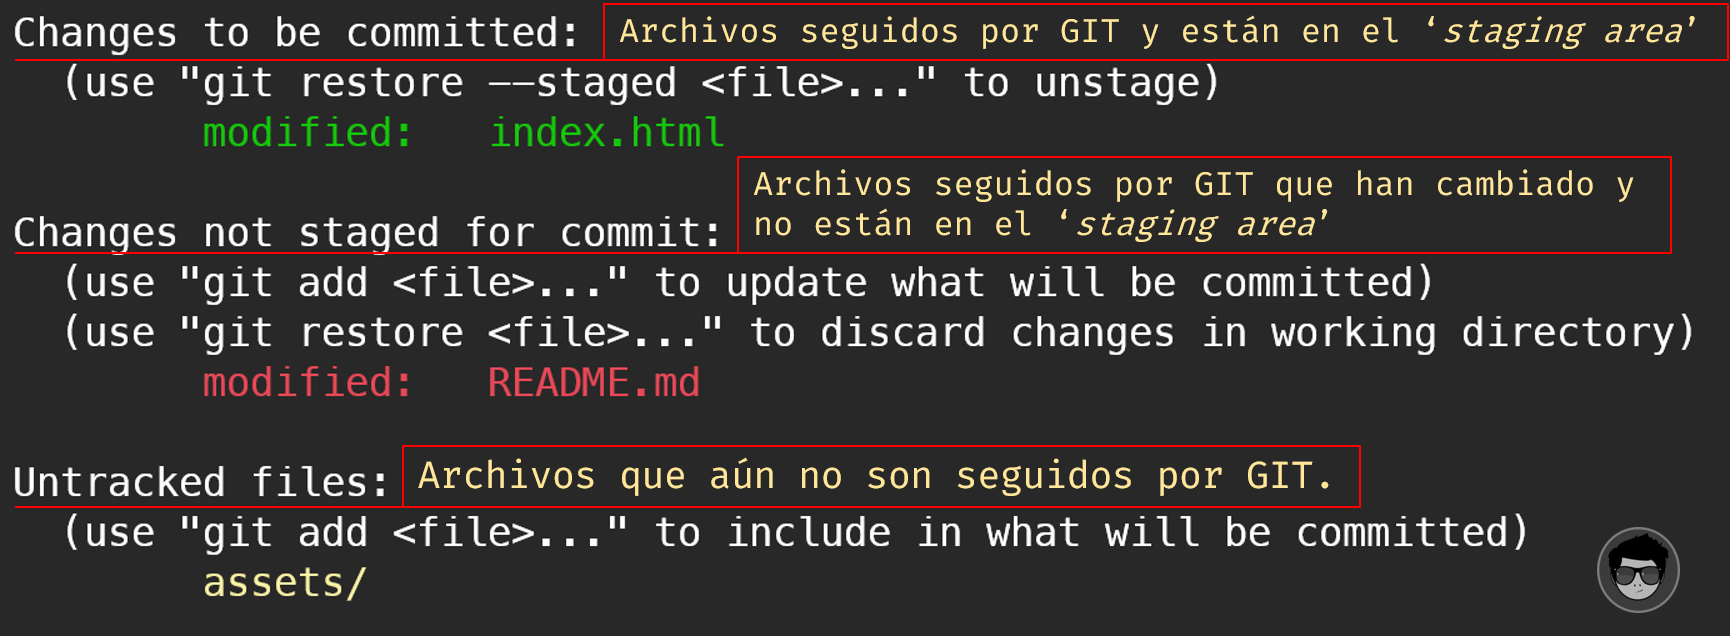 Changes to be committed: Archivos seguidos por GIT y están en el ‘staging area’
(use "git restore --staged <file>..." to unstage)
modified: index.html
Archivos seguidos por GIT que han cambiado y
no están en el ‘staging area’
Changes not staged for commit:
(use "git add <file>..." to update what will be committed)
(use "git restore <file>..." to discard changes in working directory)
modified: README.md
Untracked files: Archivos que aún no son seguidos por GIT.
(use "git add <file>..." to include in what will be committed)
assets/